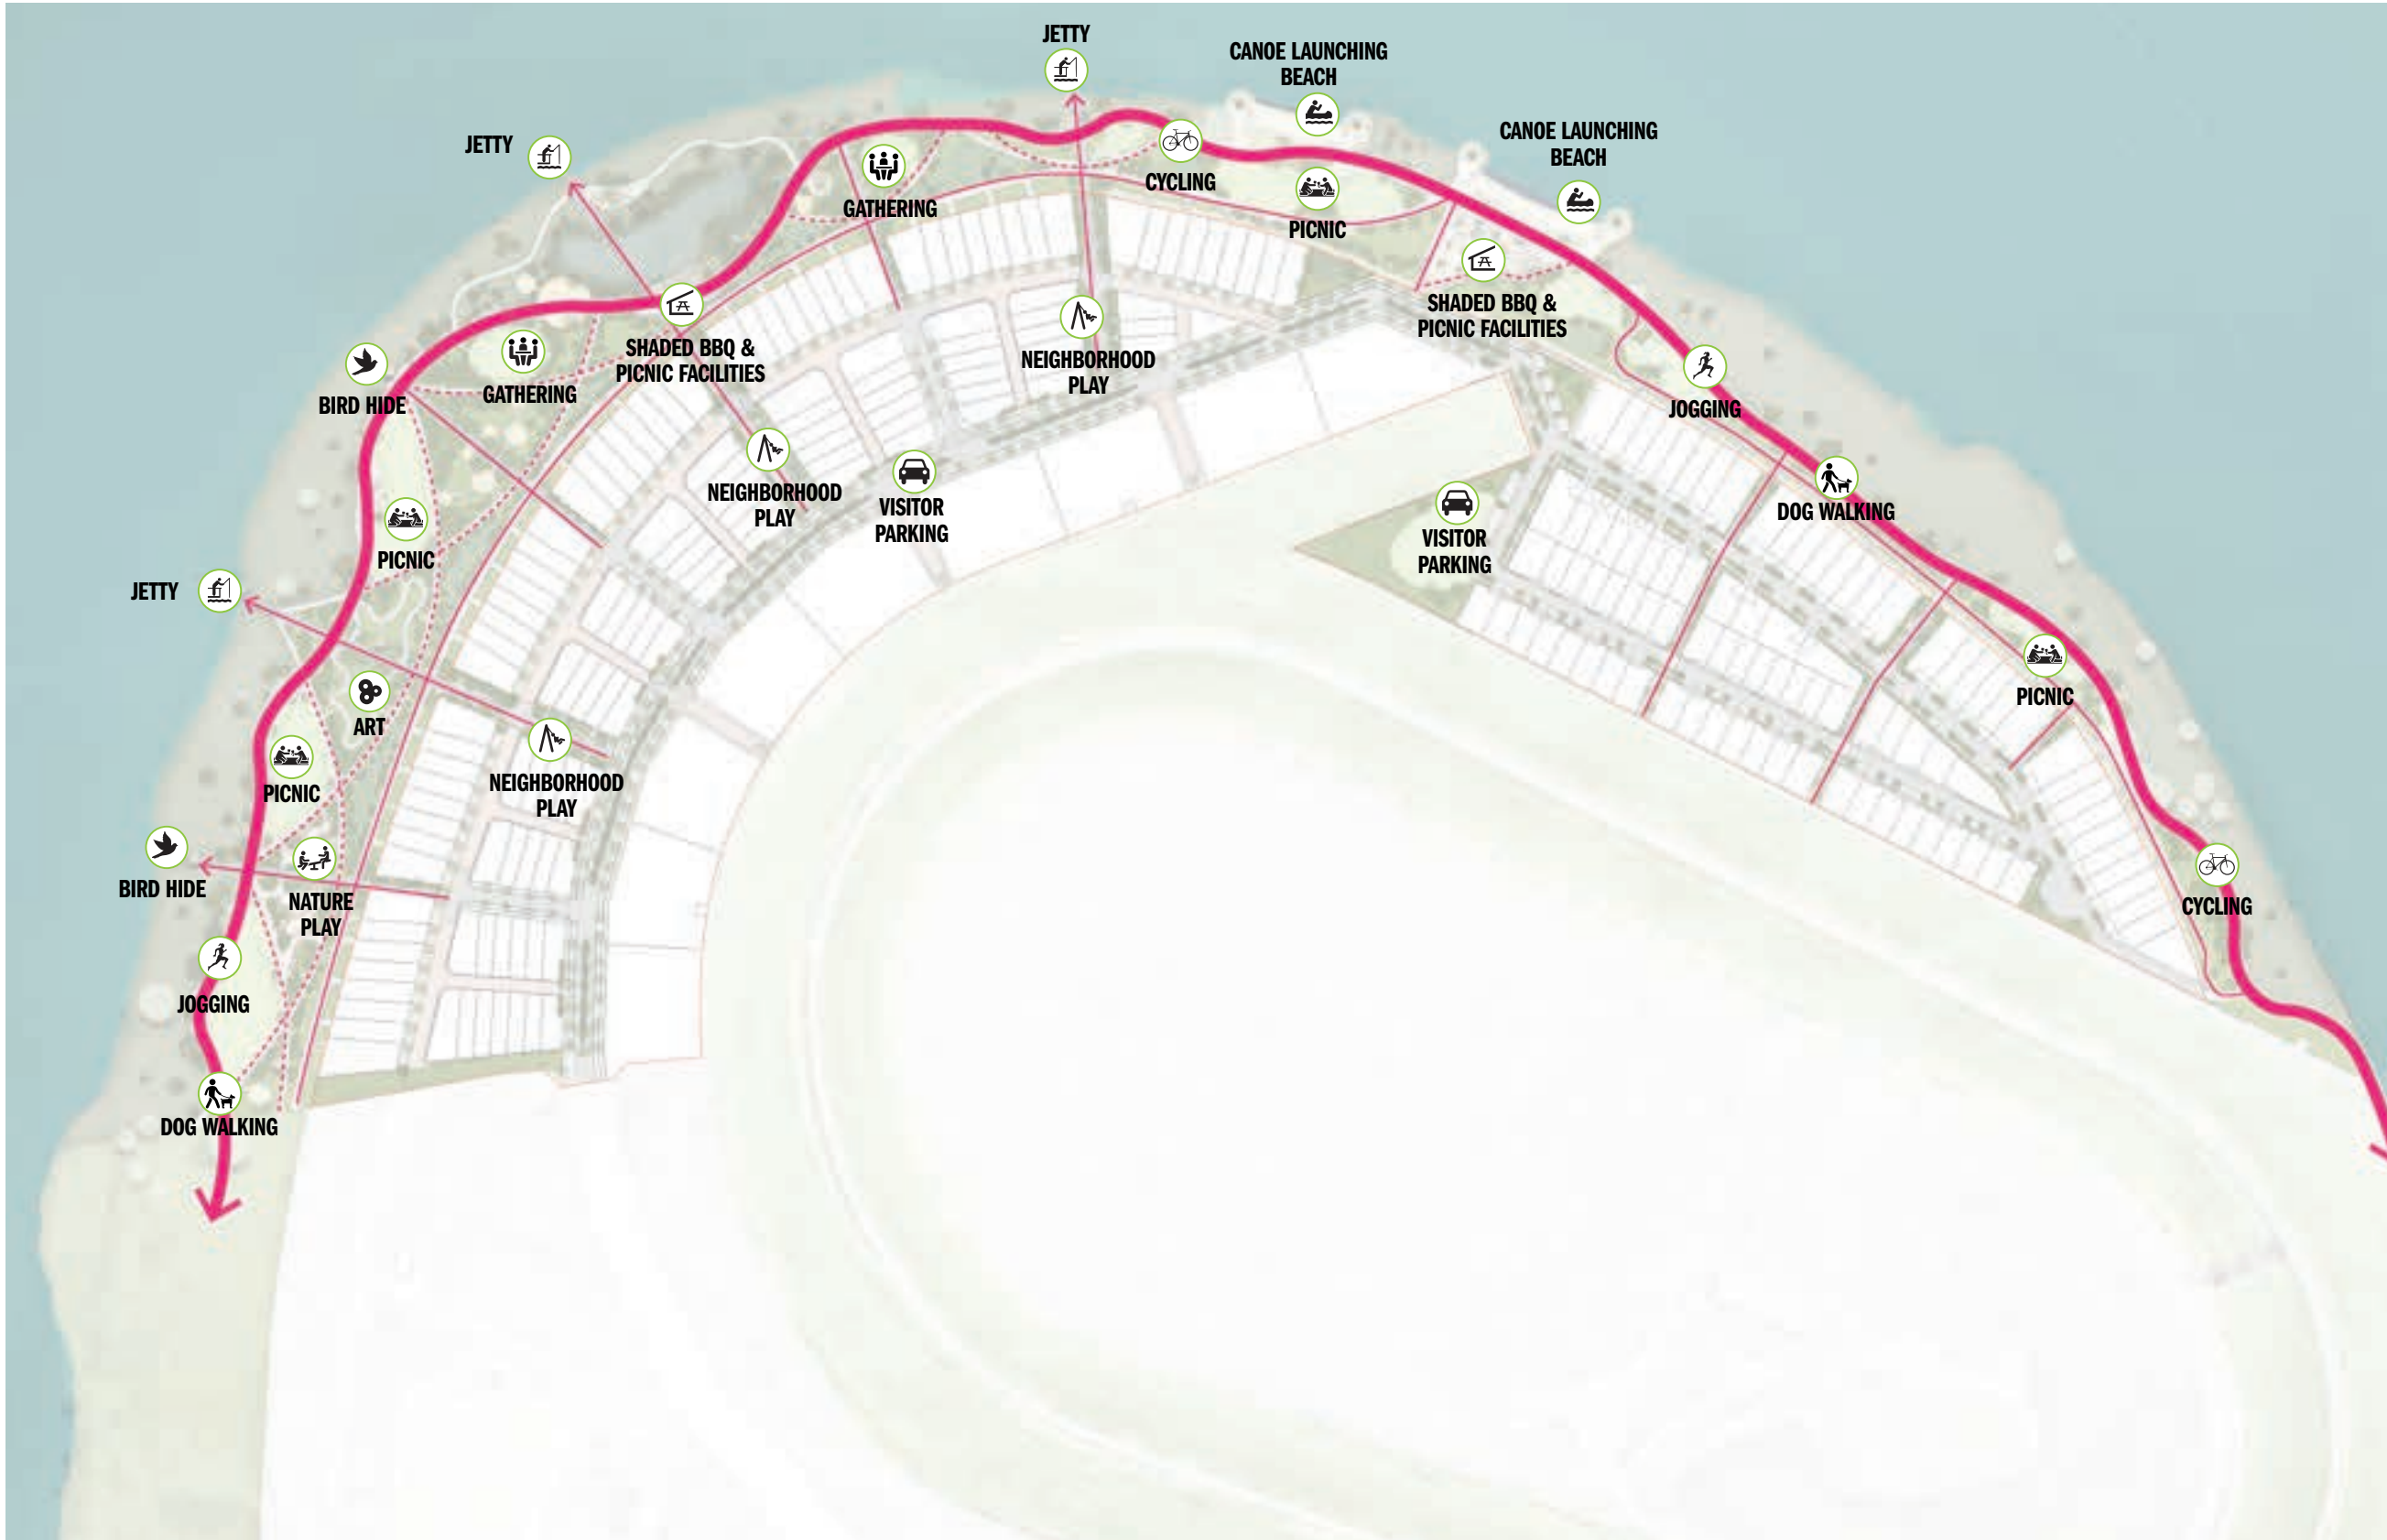 JETTY
CANOE LAUNCHING
BEACH
CANOE LAUNCHING
BEACH
JETTY
CYCLING
GATHERING
PICNIC
SHADED BBQ &
PICNIC FACILITIES
SHADED BBQ &
PICNIC FACILITIES
NEIGHBORHOOD
PLAY
GATHERING
BIRD HIDE
JOGGING
NEIGHBORHOOD
PLAY
VISITOR
PARKING
DOG WALKING
VISITOR
PARKING
PICNIC
JETTY
PICNIC
ART
NEIGHBORHOOD
PLAY
PICNIC
BIRD HIDE
NATURE
PLAY
CYCLING
JOGGING
DOG WALKING